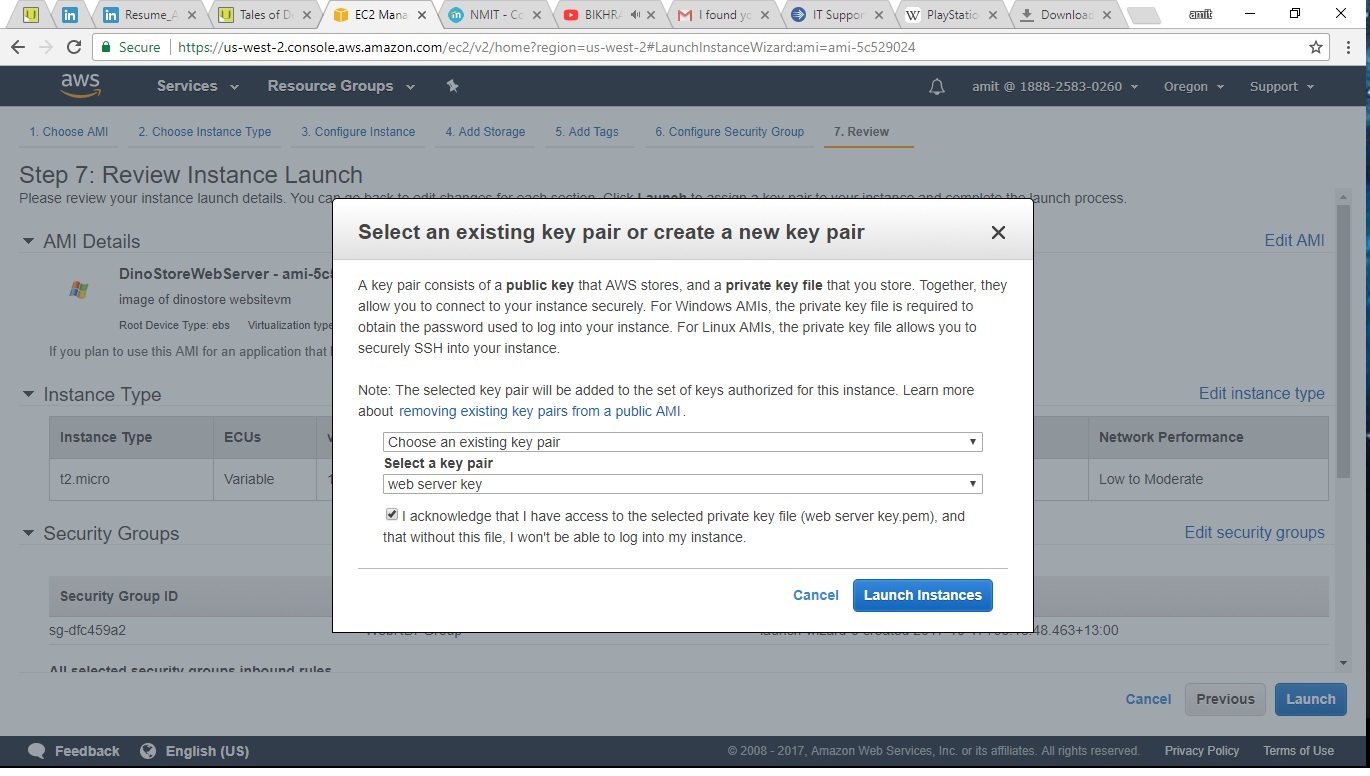 Resume_A
Tales of D
EC2 Mana
NMIT - Co
BIKHR
I found yo
IT Suppor
PlayStatio
Downloac
amit
Secure
https://us-west-2.console.aws.amazon.com/ec2/v2/home?region=us-west-2#LaunchInstanceWizard:ami=ami-5c529024
aws
Services
Resource Groups
amit @ 1888-2583-0260
Oregon
Support
1. Choose AMI
2. Choose Instance Type
3. Configure Instance
4. Add Storage
5. Add Tags
6. Configure Security Group
7. Review
Step 7: Review Instance Launch
Please review your instance launch details. You can go back to edit changes for each section. Click Launch to assign a key pair to your instance and complete the launch process.
AMI Details
Edit AMI
DinoStoreWebServer - ami-5c5
image of dinostore websitevm
Root Device Type: ebs Virtualization type
If you plan to use this AMI for an application that
Instance Type
Edit instance type
Instance Type
ECUs
Network Performance
t2.micro
Variable
1
Low to Moderate
Security Groups
Edit security groups
Security Group ID
sg-dfc459a2
WebRDP Group
48.463+13:00
All selected security groups inbound rules
Select an existing key pair or create a new key pair
A key pair consists of a public key that AWS stores, and a private key file that you store. Together, they
allow you to connect to your instance securely. For Windows AMIs, the private key file is required to
obtain the password used to log into your instance. For Linux AMIs, the private key file allows you to
securely SSH into your instance.
Note: The selected key pair will be added to the set of keys authorized for this instance. Learn more
about removing existing key pairs from a public AMI.
Choose an existing key pair
Select a key pair
web server key
I acknowledge that I have access to the selected private key file (web server key.pem), and
that without this file, I won't be able to log into my instance.
Cancel
Launch Instances
Cancel
Previous
Launch
Feedback
English (US)
© 2008 - 2017, Amazon Web Services, Inc. or its affiliates. All rights reserved.
Privacy Policy
Terms of Use